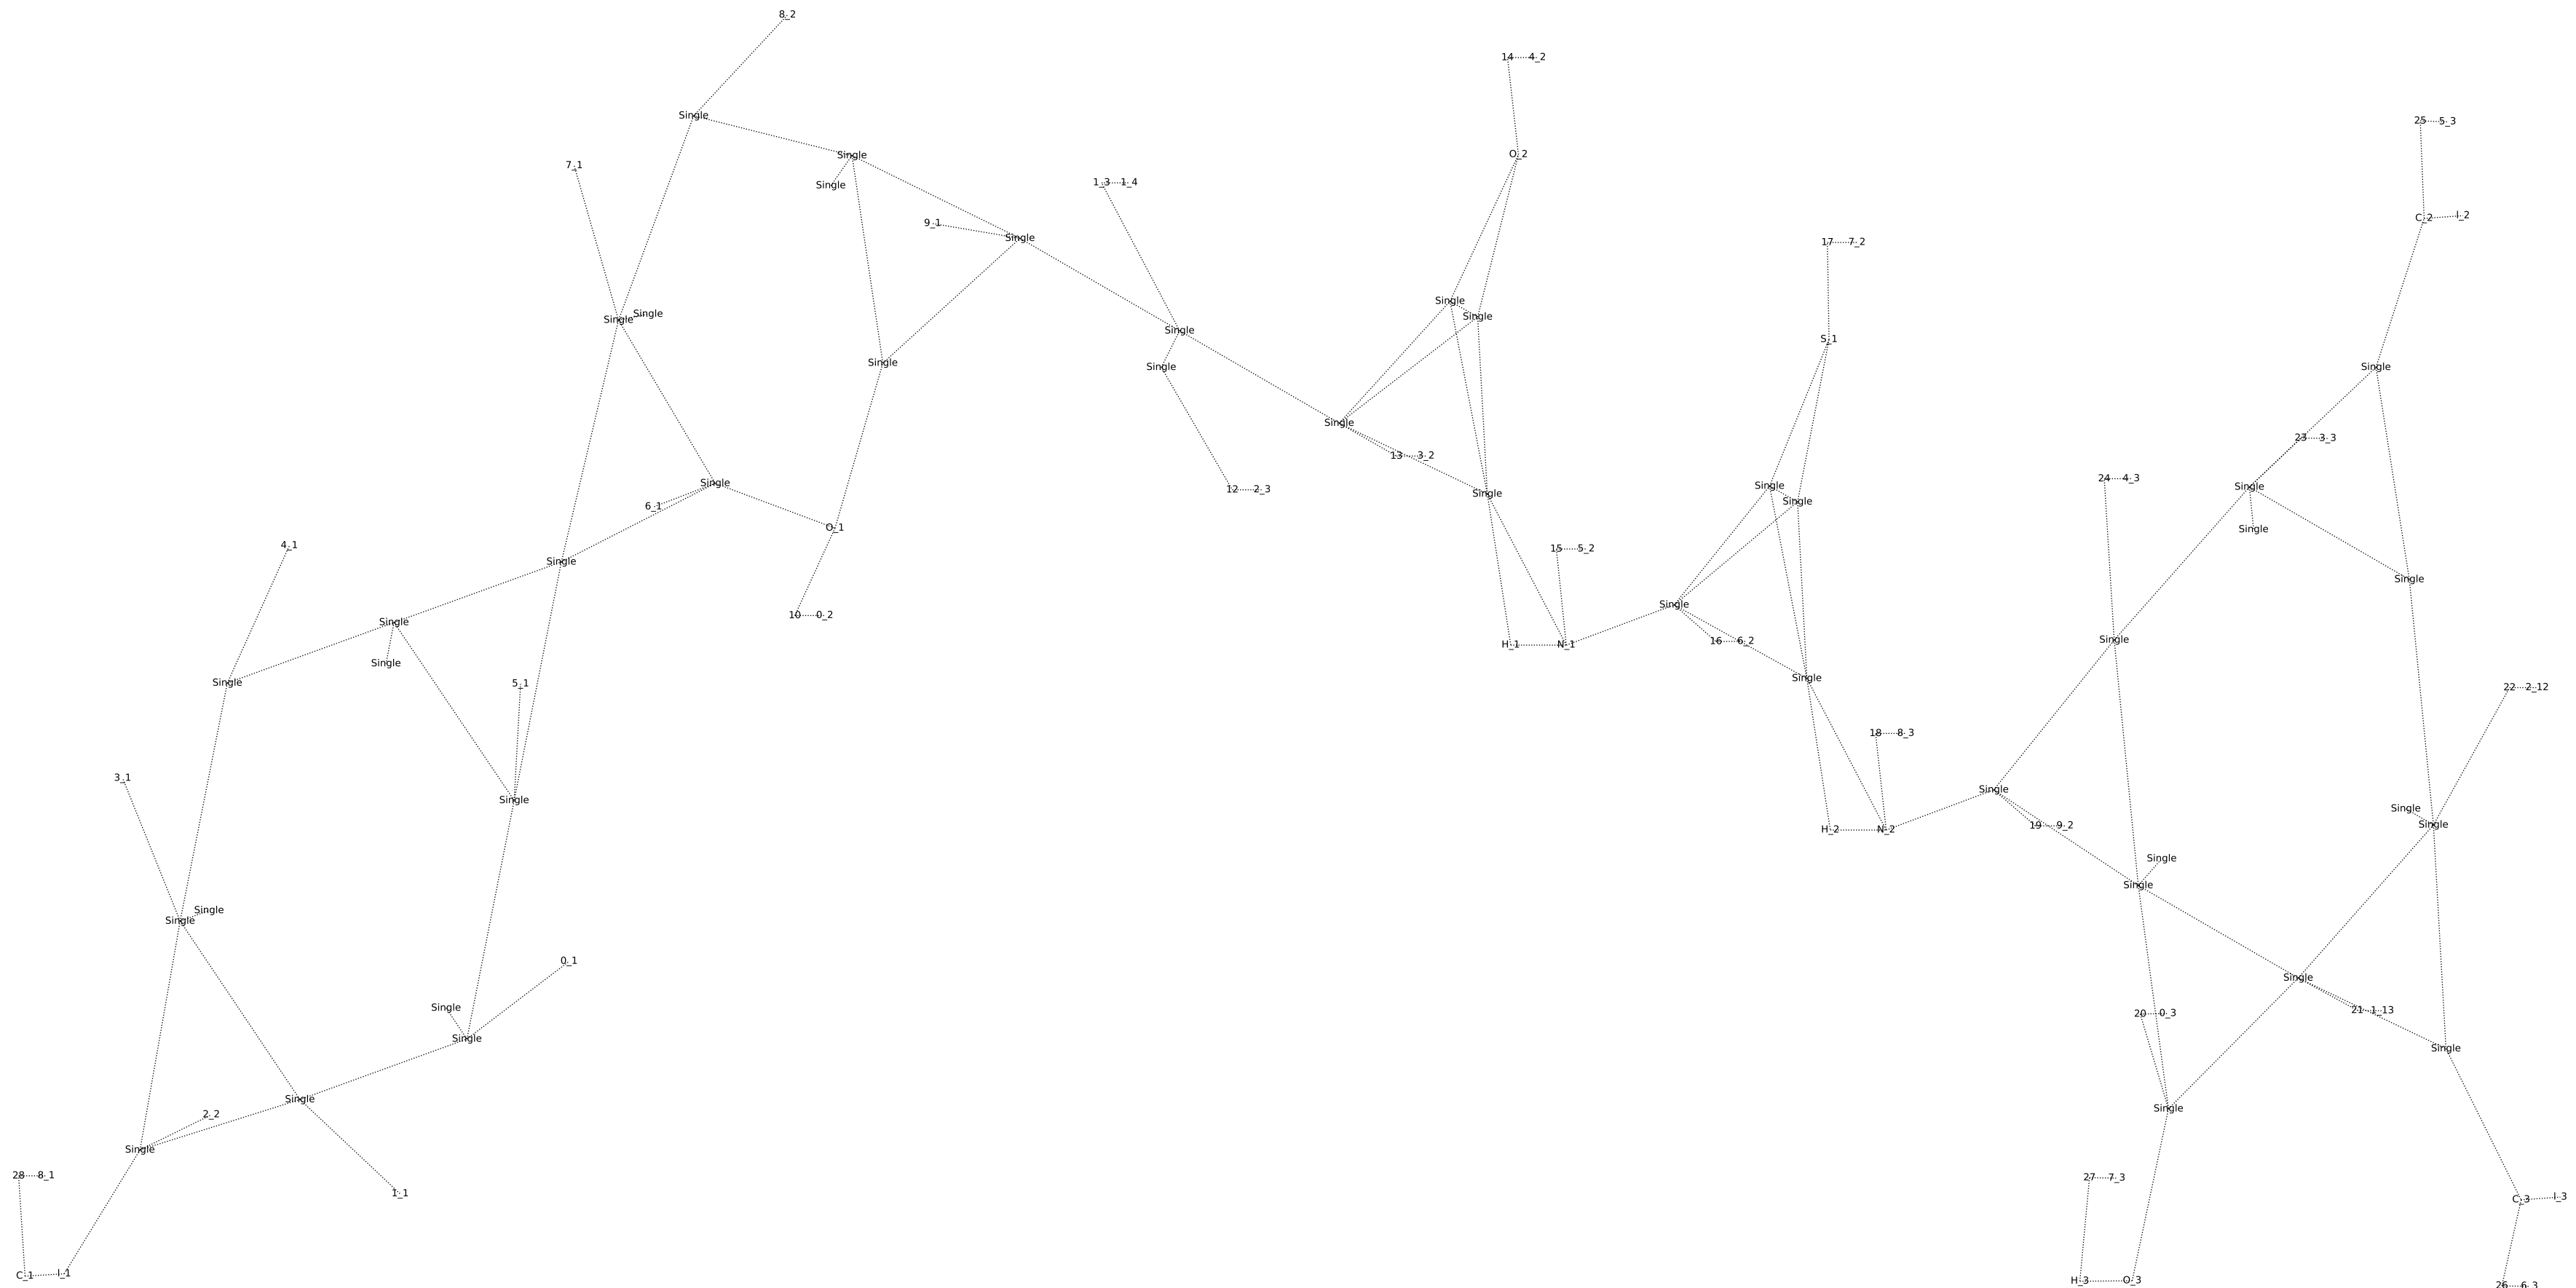 8_2
14 4_2
Single
25 5_3
Single
O_2
7_1
Single
1_3 1_4
C_2 I_2
9_1
Single
17 7_2
Single
Single Single
Single
Single
S_1
Single
Single
Single
Single
23 3_3
13 3_2
24 4_3
Single
Single
Single
Single
12 2_3
Single
Single
6_1
O_1
Single
4_1
15 5_2
Single
Single
Single
10 0_2
Single
Single
16 6_2
H_1 N_1
Single
Single
Single
5_1
22 2_12
18 8_3
3_1
Single
Single
Single
Single
19 9_2
H_2 N_2
Single
Single
Single
Single
0_1
Single
Single
21 1_13
20 0_3
Single
Single
Single
Single
2_2
Single
28 8_1
27 7_3
1_1
C_3 I_3
C_1 I_1
H_3 O_3
26 6_3